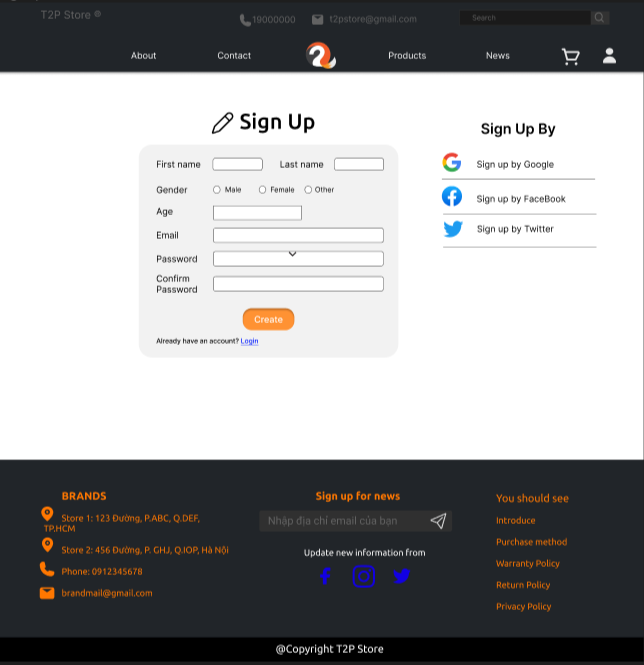 T2P Store ®
19000000
t2pstore@gmail.com
Search
About
Contact
Products
News
Sign Up
First name
Last name
Gender
Male
Female
Other
Age
Email
Password
Confirm
Password
Create
Already have an account? Login
Sign Up By
Sign up by Google
Sign up by FaceBook
Sign up by Twitter
BRANDS
Store 1: 123 Đường, P.ABC, Q.DEF,
TP.HCM
Store 2: 456 Đường, P. GHJ, Q.IOP, Hà Nội
Phone: 0912345678
brandmail@gmail.com
Sign up for news
Nhập địa chỉ email của bạn
Update new information from
You should see
Introduce
Purchase method
Warranty Policy
Return Policy
Privacy Policy
@Copyright T2P Store